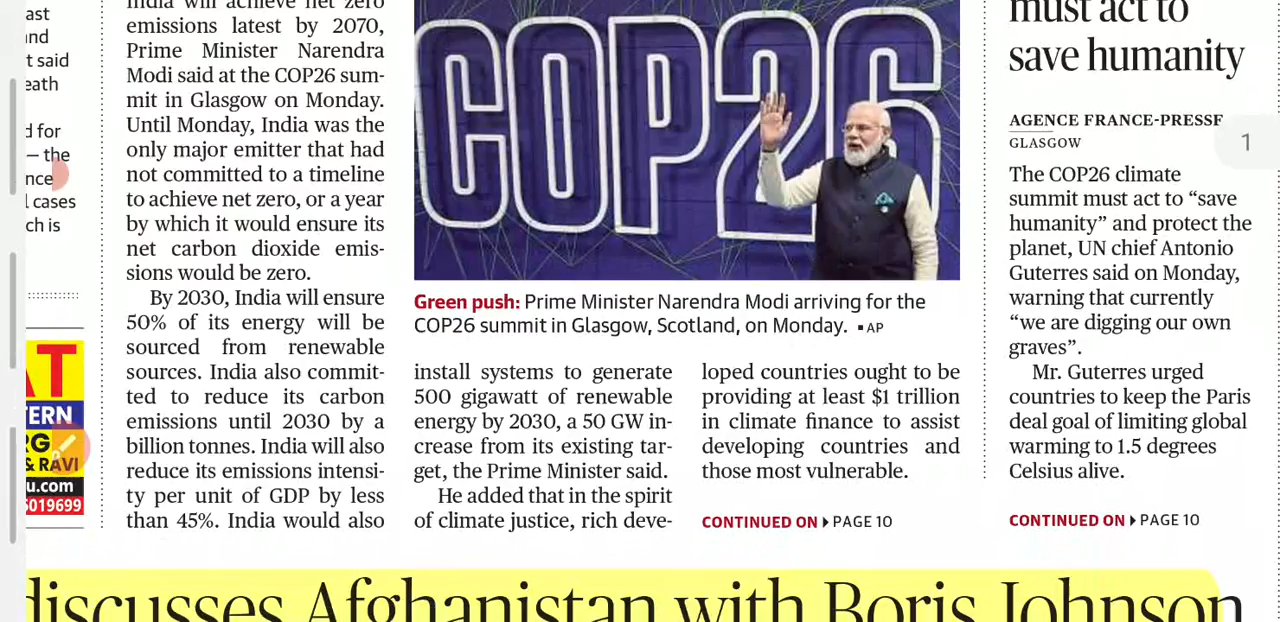 ast
nd
t said
eath
d for
— the
nce
l cases
ch is
AT
TERN
RG
& RAVI
u.com
5019699
India will achieve net zero
emissions latest by 2070,
Prime Minister Narendra
Modi said at the COP26 sum-
mit in Glasgow on Monday.
Until Monday, India was the
only major emitter that had
not committed to a timeline
to achieve net zero, or a year
by which it would ensure its
net carbon dioxide emis-
sions would be zero.
By 2030, India will ensure
50% of its energy will be
sourced from renewable
sources. India also commit-
ted to reduce its carbon
emissions until 2030 by a
billion tonnes. India will also
reduce its emissions intensi-
ty per unit of GDP by less
than 45%. India would also
COP26
Green push: Prime Minister Narendra Modi arriving for the
COP26 summit in Glasgow, Scotland, on Monday. ▪ AP
install systems to generate
500 gigawatt of renewable
energy by 2030, a 50 GW in-
crease from its existing tar-
get, the Prime Minister said.
He added that in the spirit
of climate justice, rich deve-
loped countries ought to be
providing at least $1 trillion
in climate finance to assist
developing countries and
those most vulnerable.
CONTINUED ON ▸ PAGE 10
must act to
save humanity
AGENCE FRANCE-PRESSE
GLASGOW
1
The COP26 climate
summit must act to “save
humanity” and protect the
planet, UN chief Antonio
Guterres said on Monday,
warning that currently
“we are digging our own
graves”.
Mr. Guterres urged
countries to keep the Paris
deal goal of limiting global
warming to 1.5 degrees
Celsius alive.
CONTINUED ON ▸ PAGE 10
discusses Afghanistan with Boris Johnson